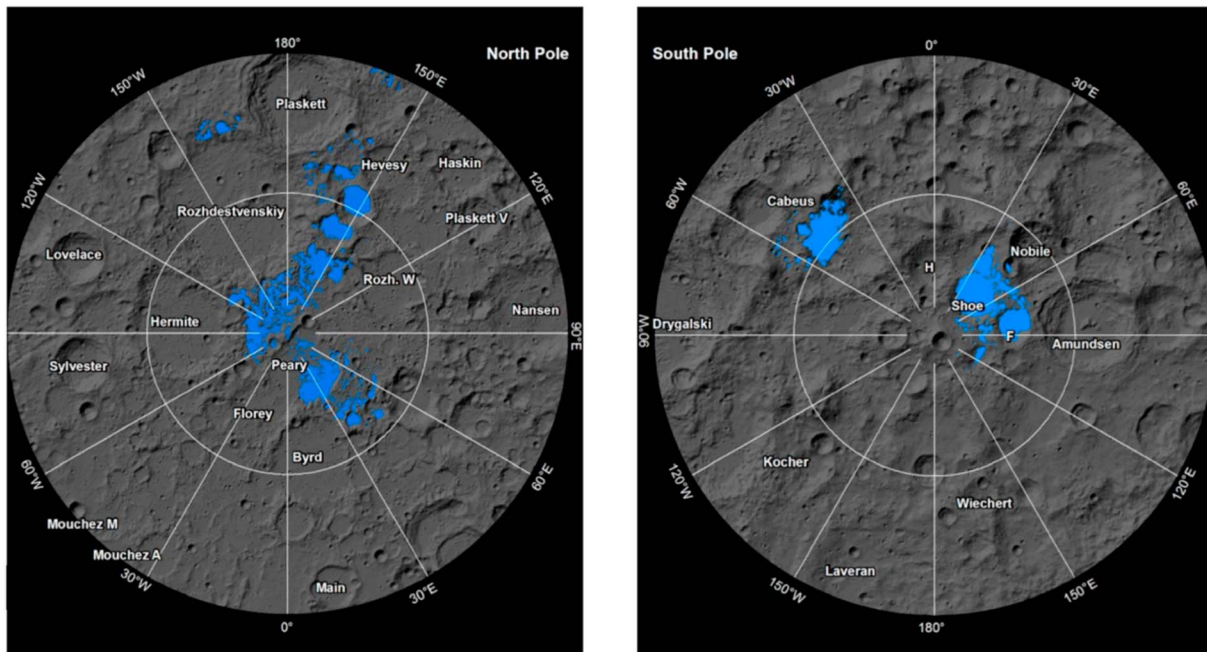 180°
North Pole
150°W
150°E
Plaskett
Hevesy
Haskin
120°W
120°E
Rozhdestvenskiy
Plaskett V
Lovelace
Rozh. W
Hermite
Nansen
90°E
Peary
Sylvester
Florey
Byrd
60°W
60°E
Mouchez M
Mouchez A
30°W
Main
30°E
0°
0°
South Pole
30°W
30°E
60°W
60°E
Cabeus
Nobile
H
Shoe
90°W
Drygalski
F
Amundsen
Kocher
120°W
120°E
Wiechert
Laveran
150°W
150°E
180°